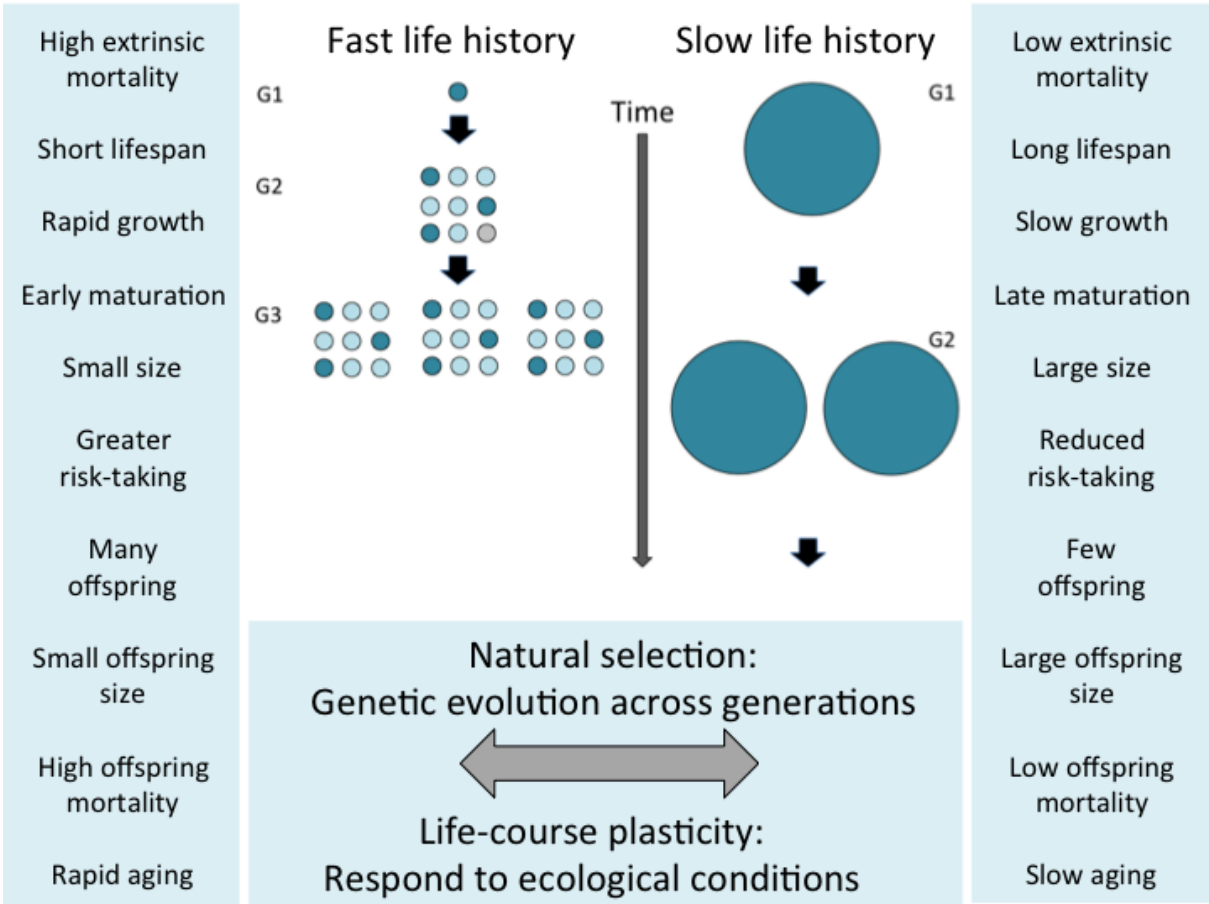 High extrinsic
mortality
Short lifespan
Rapid growth
Early maturation
Small size
Greater
risk-taking
Many
offspring
Small offspring
size
High offspring
mortality
Rapid aging
Fast life history
G1
G2
G3
Time
Slow life history
G1
G2
Natural selection:
Genetic evolution across generations
Life-course plasticity:
Respond to ecological conditions
Low extrinsic
mortality
Long lifespan
Slow growth
Late maturation
Large size
Reduced
risk-taking
Few
offspring
Large offspring
size
Low offspring
mortality
Slow aging